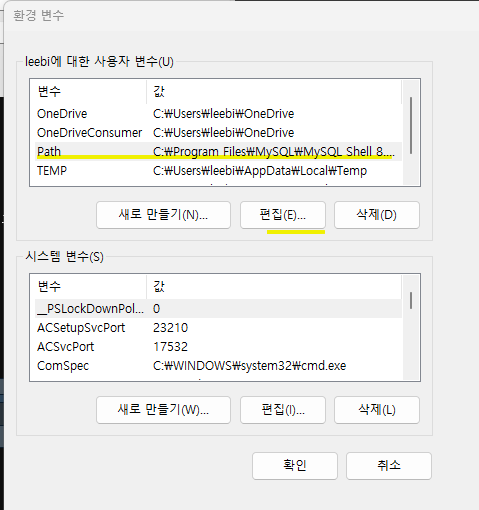 환경 변수
leebi에 대한 사용자 변수(U)
변수 값
OneDrive C:₩Users₩leebi₩OneDrive
OneDriveConsumer C:₩Users₩leebi₩OneDrive
Path C:₩Program Files₩MySQL₩MySQL Shell 8....
TEMP C:₩Users₩leebi₩AppData₩Local₩Temp
새로 만들기(N)... 편집(E)... 삭제(D)
시스템 변수(S)
변수 값
__PSLockDownPol... 0
ACSetupSvcPort 23210
ACSvcPort 17532
ComSpec C:₩WINDOWS₩system32₩cmd.exe
새로 만들기(W)... 편집(I)... 삭제(L)
확인 취소